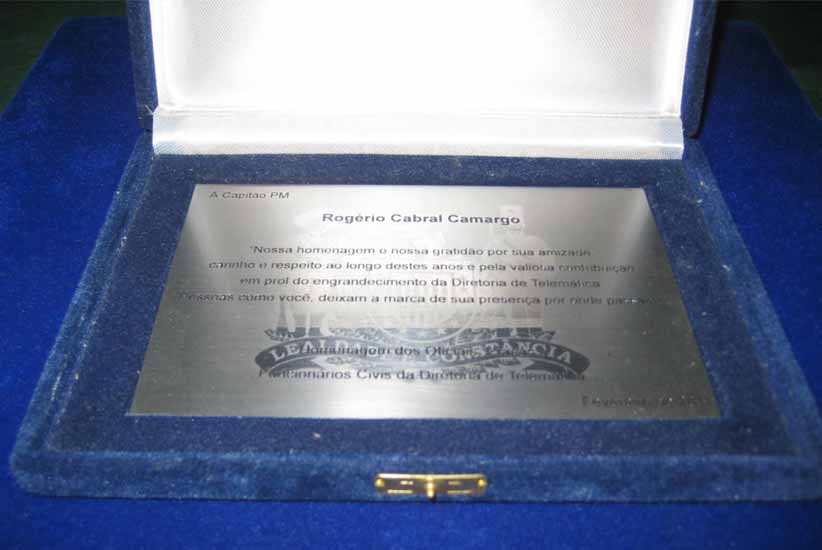 A Capitão PM
Rogério Cabral Camargo
"Nossa homenagem e nossa gratidão por sua amizade
carinho e respeito ao longo destes anos e pela valiosa contribuição
em prol do engrandecimento da Diretoria de Telemática
Pessoas como você, deixam a marca de sua presença por onde passam
LEALDADE CONSTÂNCIA
Homenagem dos Oficiais
Funcionários Civis da Diretoria de Telemática